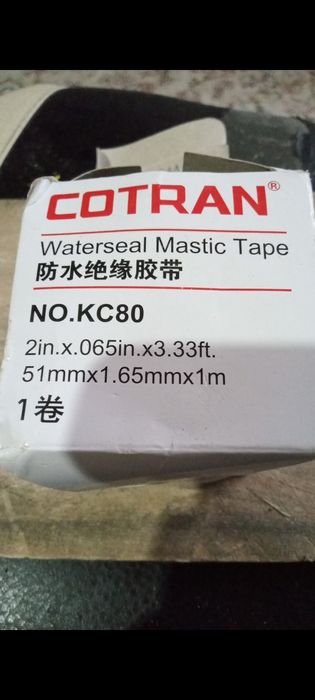 COTRAN®
Waterseal Mastic Tape
防水绝缘胶带
NO.KC80
2in.x.065in.x3.33ft.
51mmx1.65mmx1m
1卷